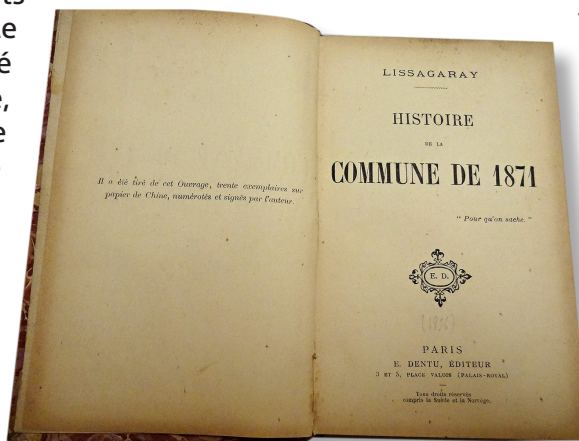 ts
é
Il a été tiré de cet Ouvrage, trente exemplaires sur
papier de Chine, numérotés et signés par l'auteur.
LISSAGARAY
HISTOIRE
DE LA
COMMUNE DE 1871
"Pour qu'on sache."
E. D.
(1896)
PARIS
E. DENTU, ÉDITEUR
3 ET 5, PLACE VALOIS (PALAIS-ROYAL)
Tous droits réservés
compris la Suède et la Norvège.